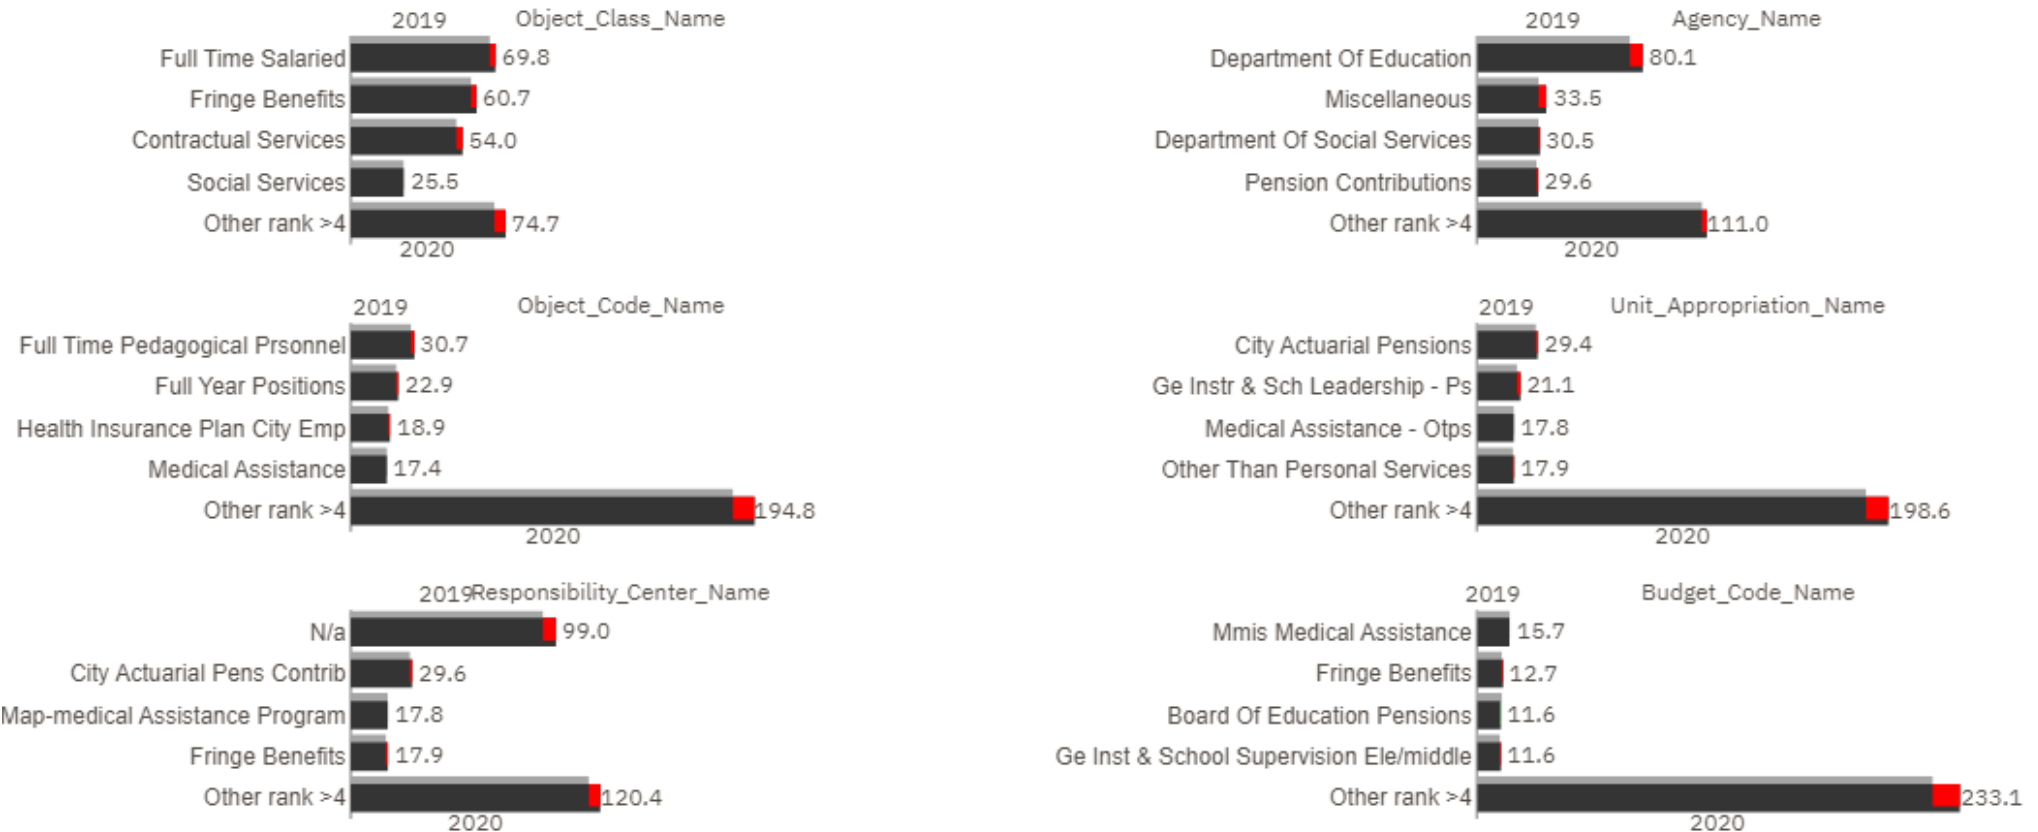 2019 Object_Class_Name
Full Time Salaried 69.8
Fringe Benefits 60.7
Contractual Services 54.0
Social Services 25.5
Other rank >4 74.7
2020
2019 Agency_Name
Department Of Education 80.1
Miscellaneous 33.5
Department Of Social Services 30.5
Pension Contributions 29.6
Other rank >4 111.0
2020
2019 Object_Code_Name
Full Time Pedagogical Prsonnel 30.7
Full Year Positions 22.9
Health Insurance Plan City Emp 18.9
Medical Assistance 17.4
Other rank >4 194.8
2020
2019 Unit_Appropriation_Name
City Actuarial Pensions 29.4
Ge Instr & Sch Leadership - Ps 21.1
Medical Assistance - Otps 17.8
Other Than Personal Services 17.9
Other rank >4 198.6
2020
2019 Responsibility_Center_Name
N/a 99.0
City Actuarial Pens Contrib 29.6
Map-medical Assistance Program 17.8
Fringe Benefits 17.9
Other rank >4 120.4
2020
2019 Budget_Code_Name
Mmis Medical Assistance 15.7
Fringe Benefits 12.7
Board Of Education Pensions 11.6
Ge Inst & School Supervision Ele/middle 11.6
Other rank >4 233.1
2020